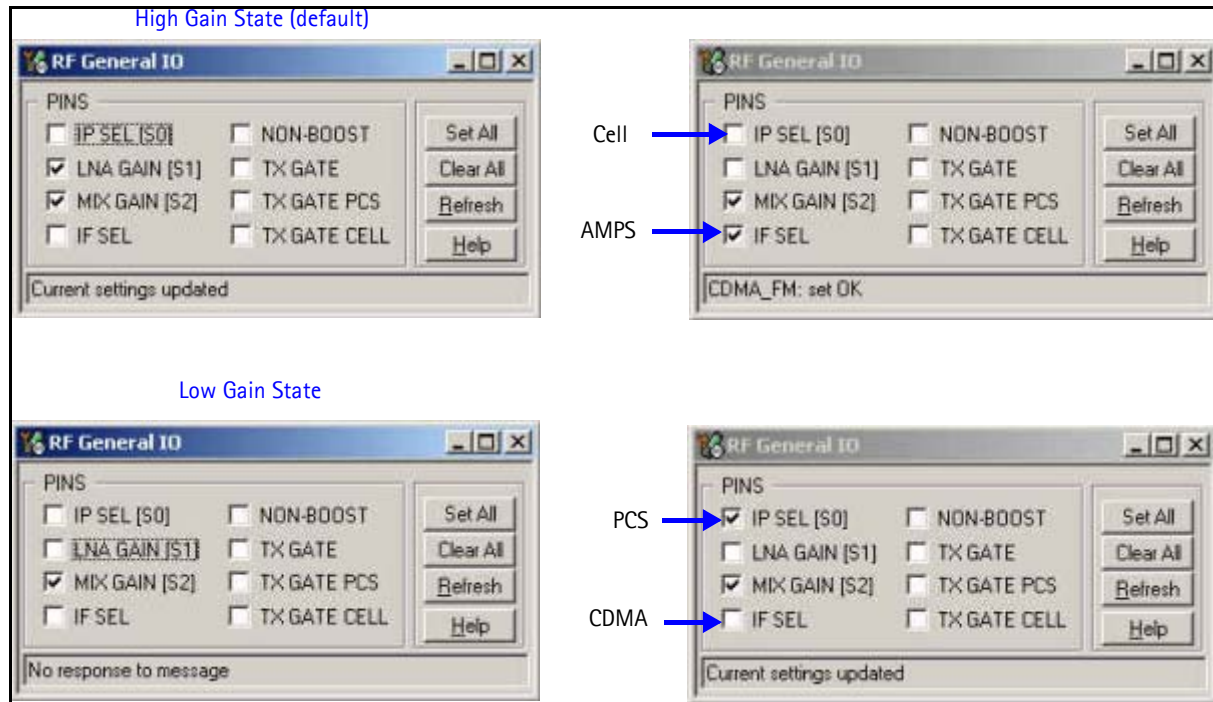 High Gain State (default)
RF General IO
PINS
IP SEL [S0]
NON-BOOST
Set All
LNA GAIN [S1]
TX GATE
Clear All
MIX GAIN [S2]
TX GATE PCS
Refresh
IF SEL
TX GATE CELL
Help
Current settings updated
RF General IO
PINS
Cell
IP SEL [S0]
NON-BOOST
Set All
LNA GAIN [S1]
TX GATE
Clear All
MIX GAIN [S2]
TX GATE PCS
Refresh
AMPS
IF SEL
TX GATE CELL
Help
CDMA_FM: set OK
Low Gain State
RF General IO
PINS
IP SEL [S0]
NON-BOOST
Set All
LNA GAIN [S1]
TX GATE
Clear All
MIX GAIN [S2]
TX GATE PCS
Refresh
IF SEL
TX GATE CELL
Help
No response to message
RF General IO
PINS
PCS
IP SEL [S0]
NON-BOOST
Set All
LNA GAIN [S1]
TX GATE
Clear All
MIX GAIN [S2]
TX GATE PCS
Refresh
CDMA
IF SEL
TX GATE CELL
Help
Current settings updated